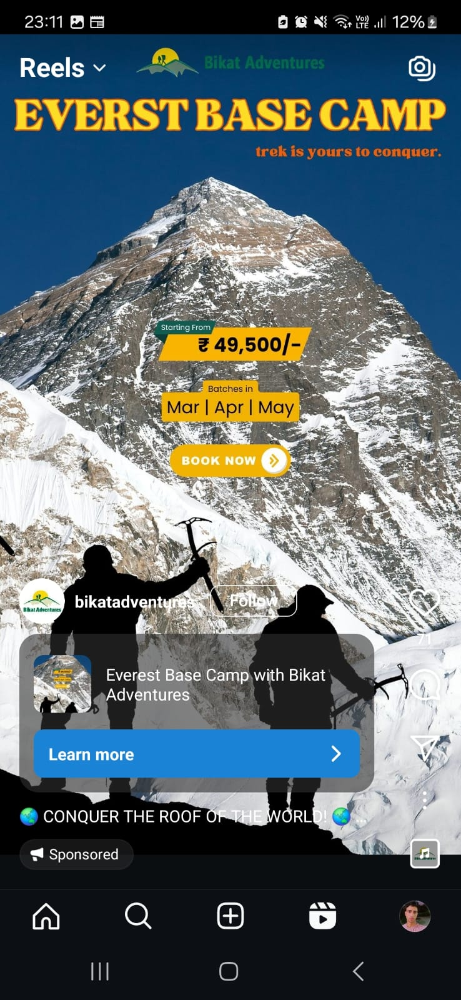 23:11
Vo))
LTE
12%
Reels
Bikat Adventures
EVERST BASE CAMP
trek is yours to conquer.
Starting From
₹ 49,500/-
Batches in
Mar | Apr | May
BOOK NOW
Bikat Adventures
bikatadventures
Follow
71
Everest Base Camp with Bikat
Adventures
Learn more
🌏 CONQUER THE ROOF OF THE WORLD! 🌏 ...
Sponsored